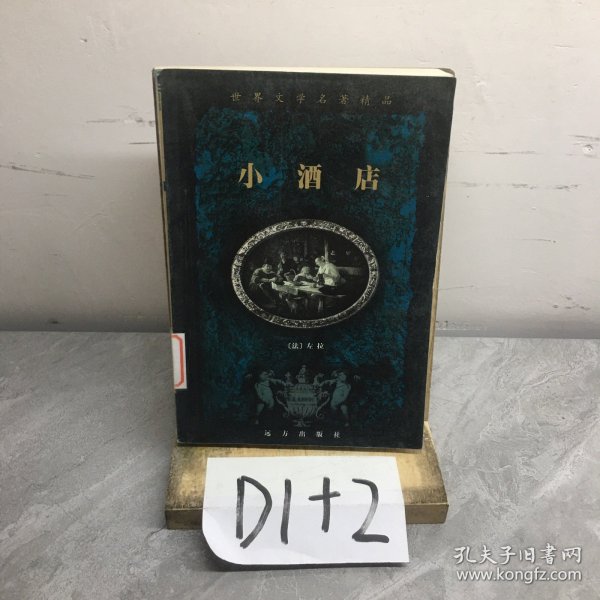 世界文学名著精品
小酒店
〔法〕左拉
远方出版社
D1+2
孔夫子旧书网
www.kongfz.com